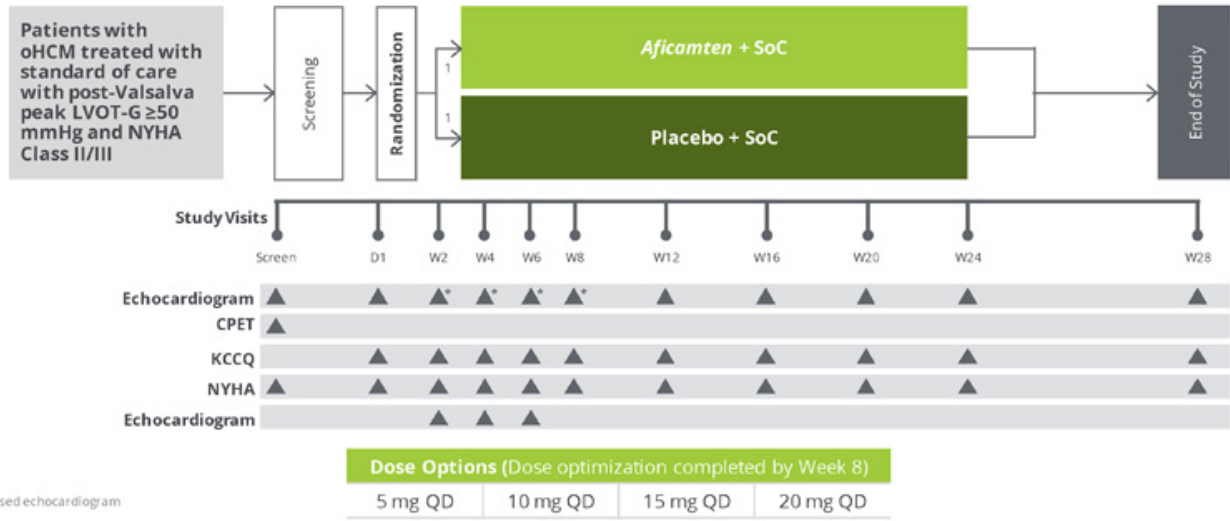 Patients with
oHCM treated with
standard of care
with post-Valsalva
peak LVOT-G ≥50
mmHg and NYHA
Class II/III
Screening
Randomization
1
1
Aficamten + SoC
Placebo + SoC
End of Study
Study Visits
Screen D1 W2 W4 W6 W8 W12 W16 W20 W24 W28
Echocardiogram * * * *
CPET
KCCQ
NYHA
Echocardiogram
Dose Options (Dose optimization completed by Week 8)
5 mg QD 10 mg QD 15 mg QD 20 mg QD
sed echocardiogram